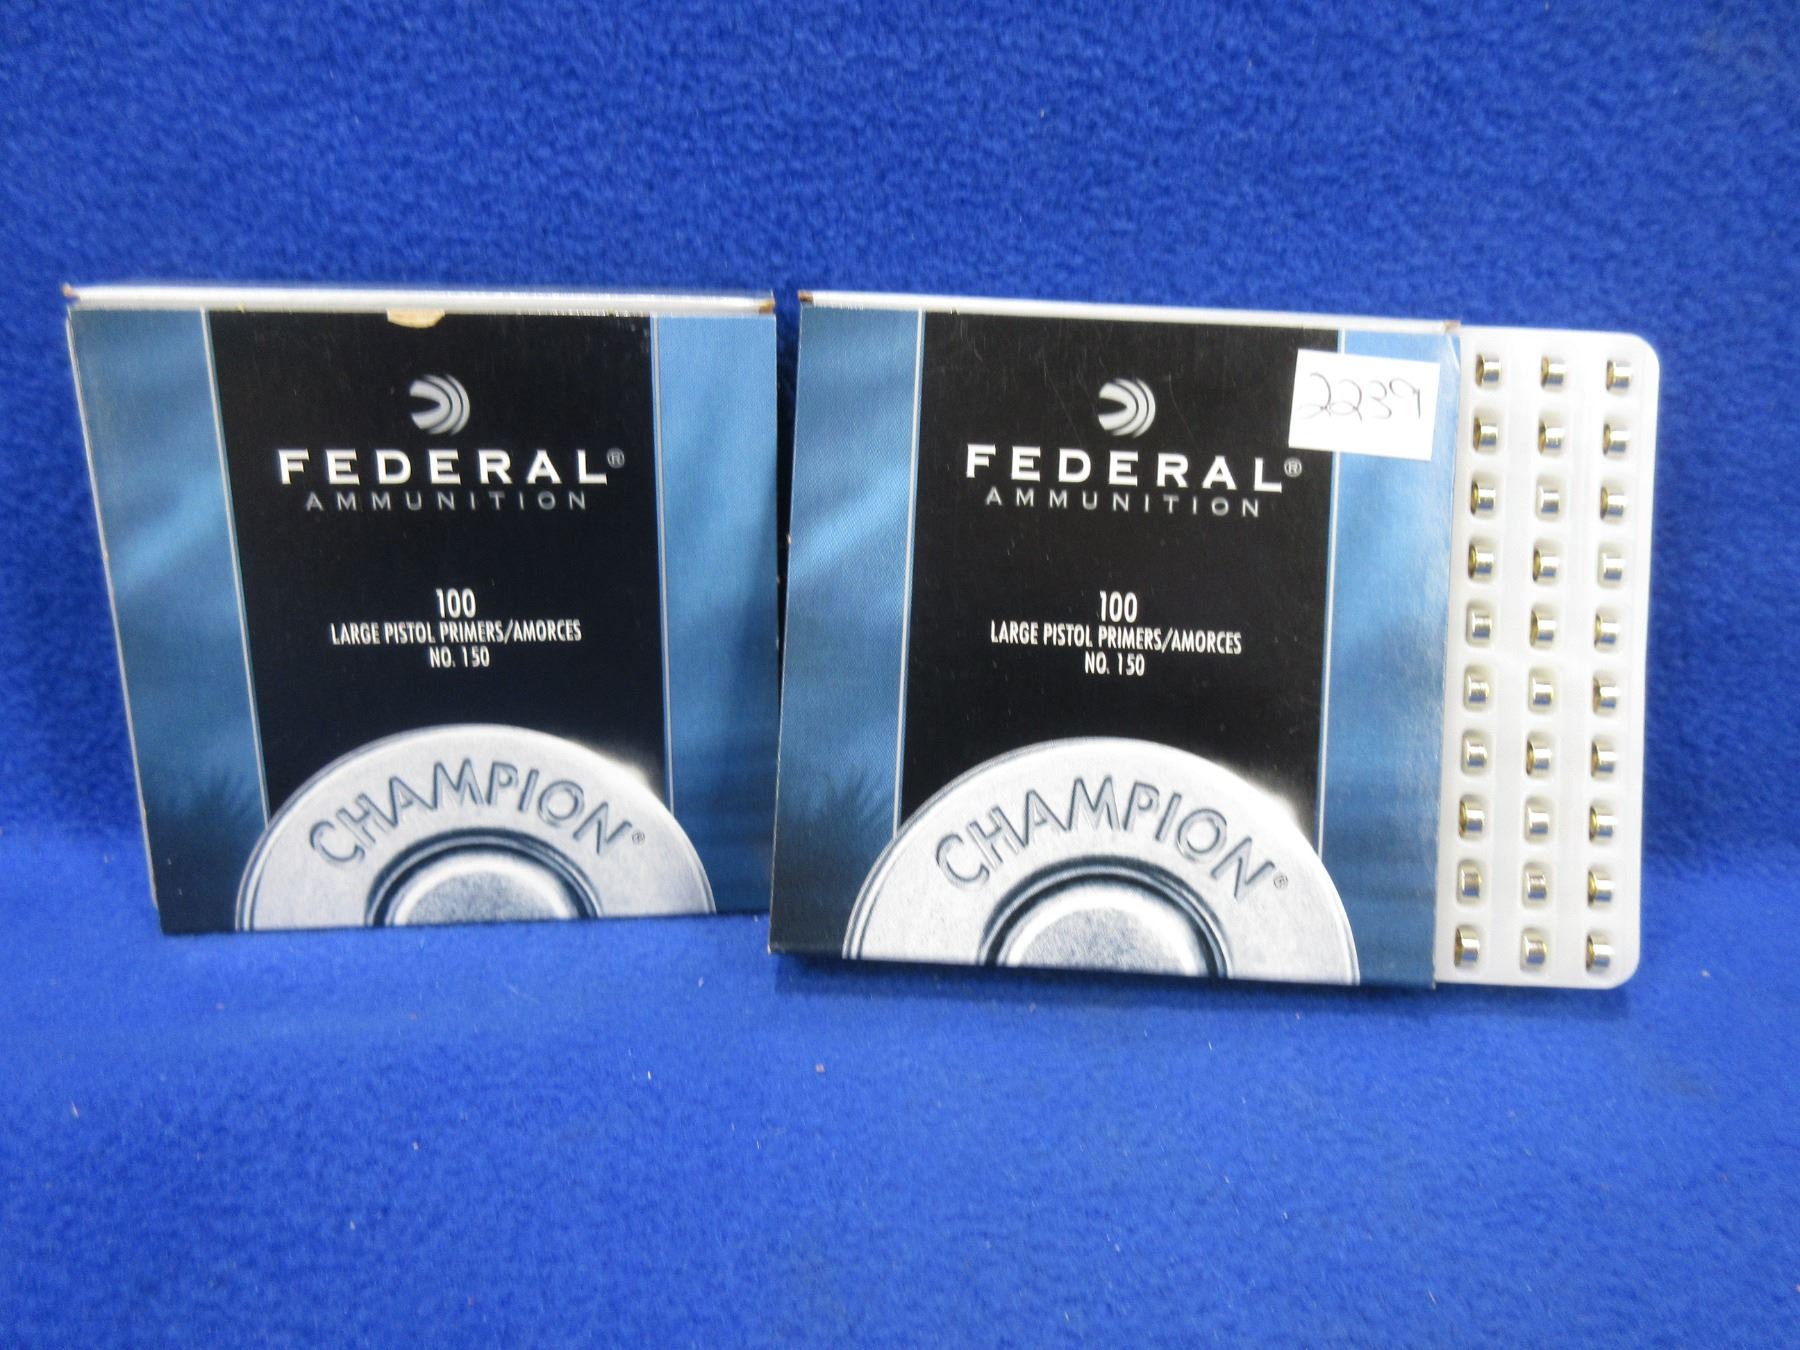 FEDERAL®
AMMUNITION
100
LARGE PISTOL PRIMERS/AMORCES
NO. 150
CHAMPION®
2239
FEDERAL®
AMMUNITION
100
LARGE PISTOL PRIMERS/AMORCES
NO. 150
CHAMPION®